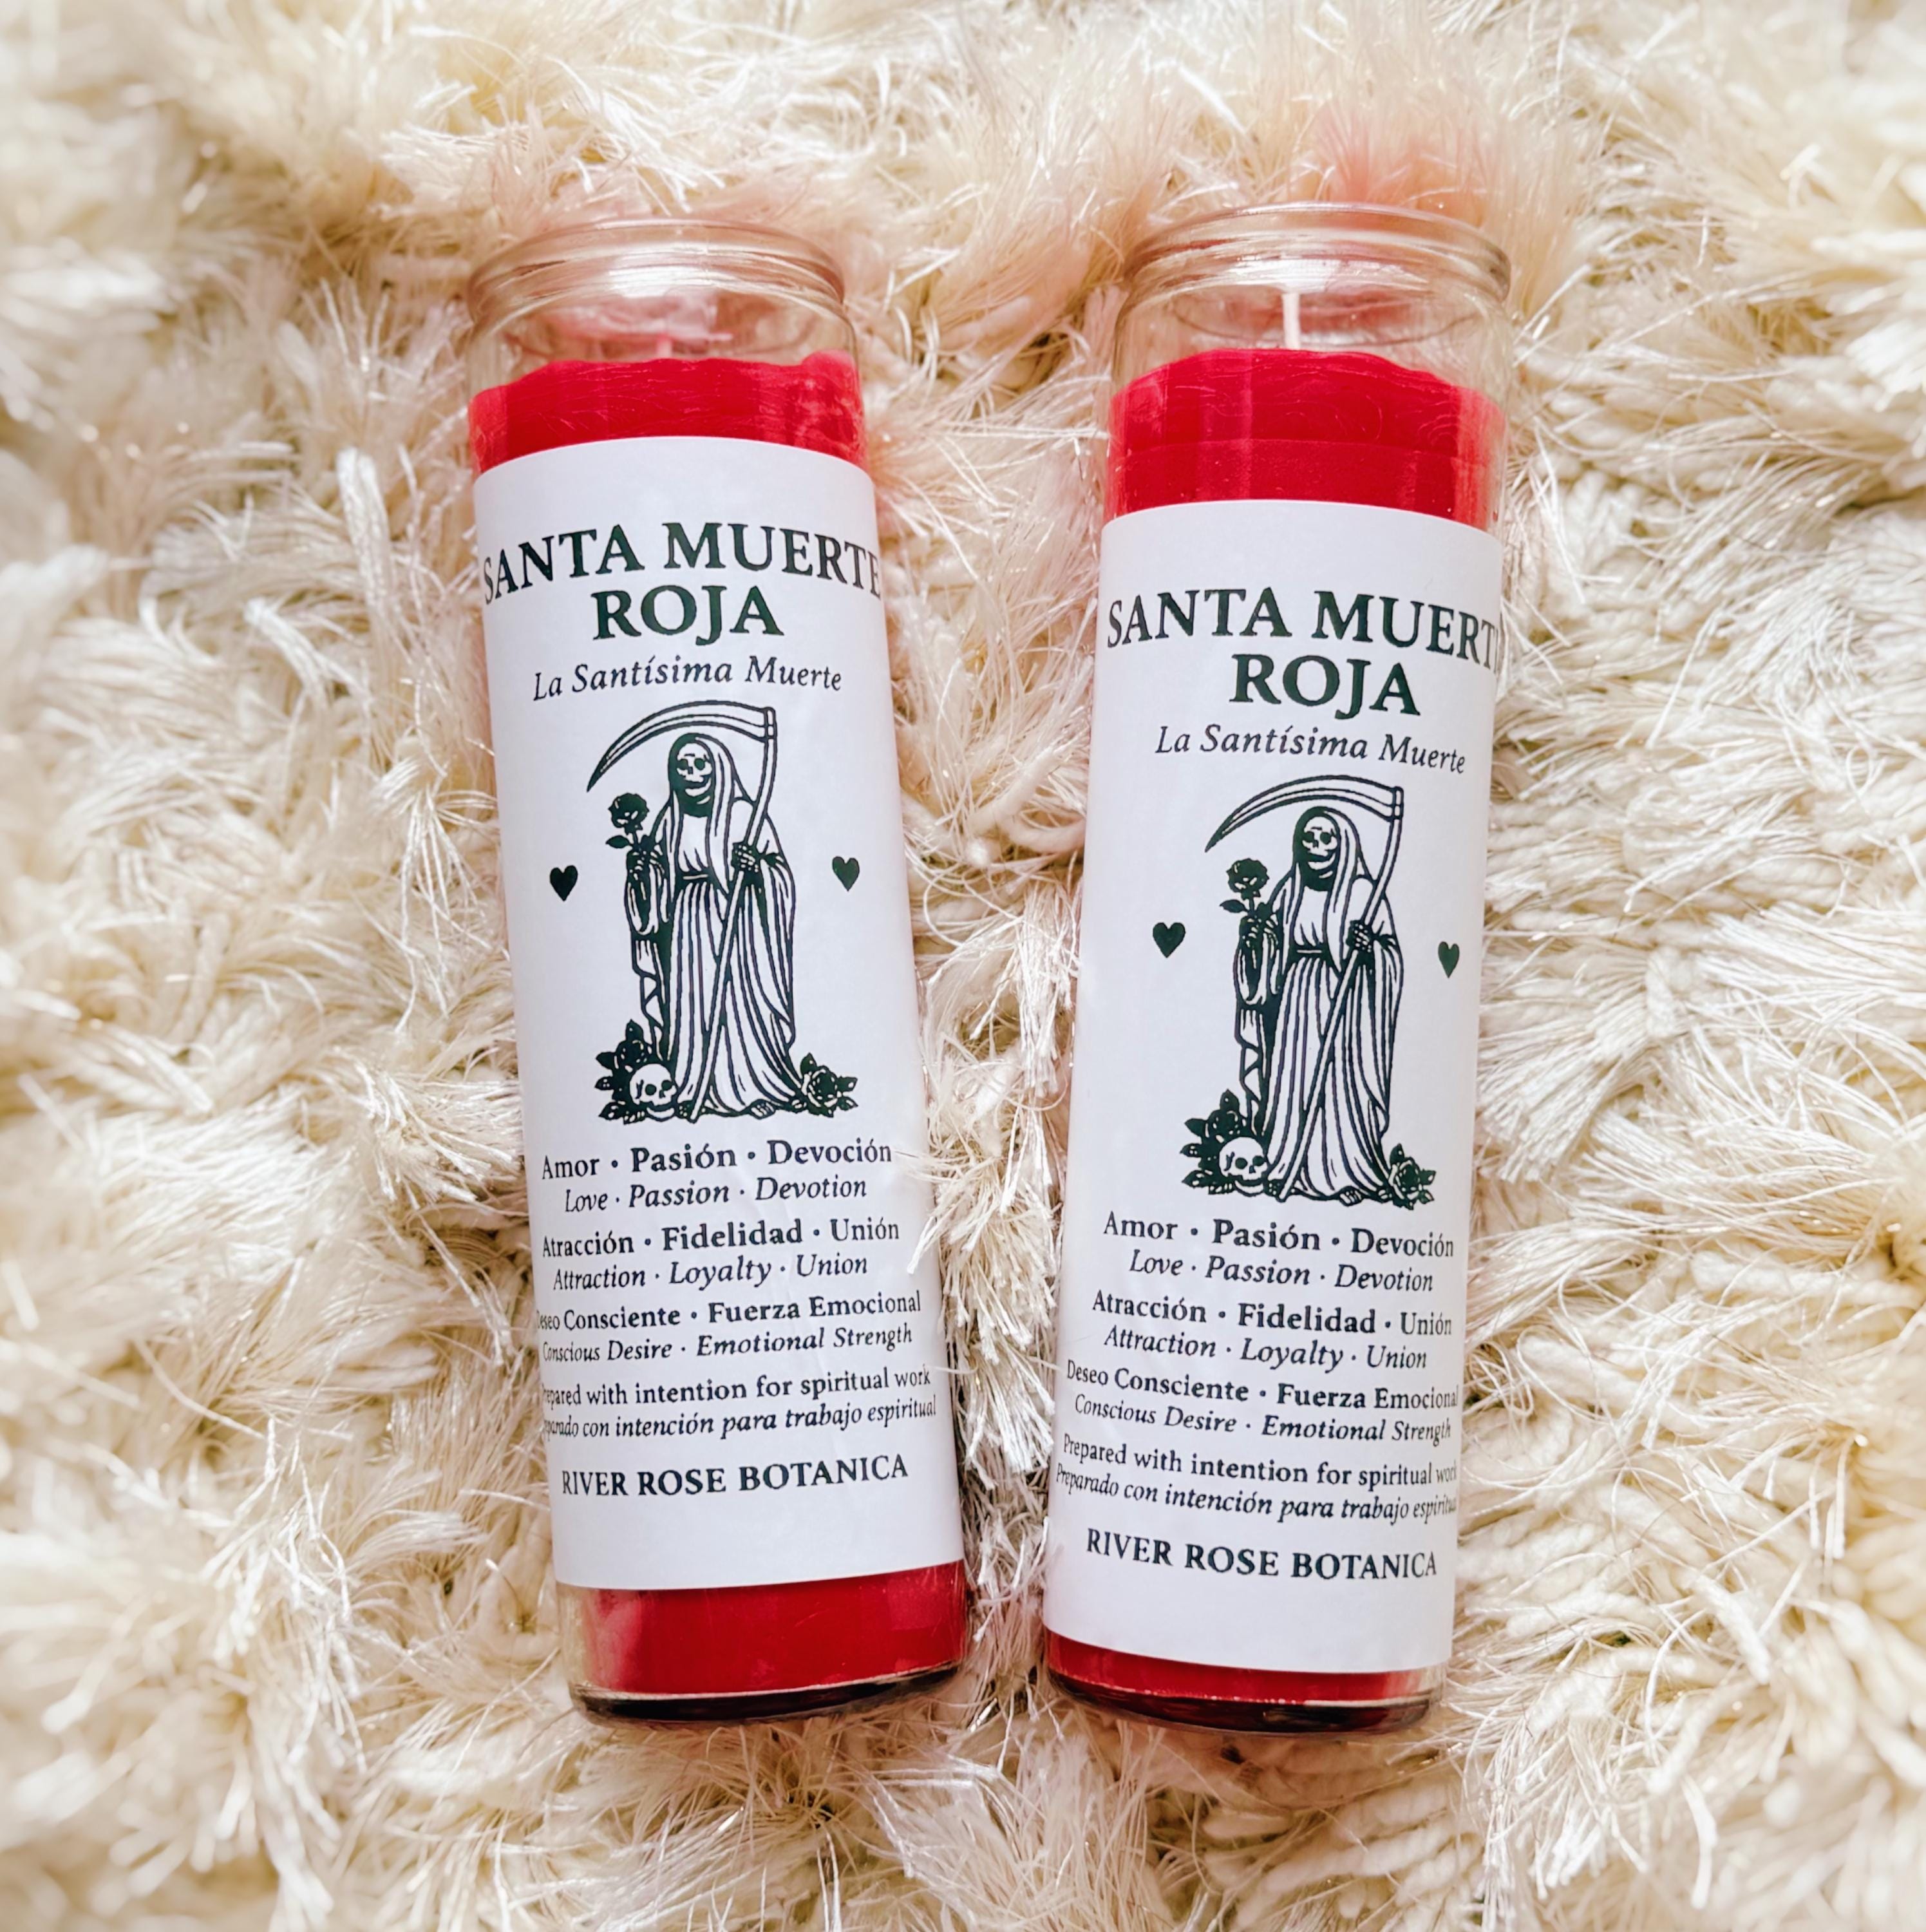 SANTA MUERTE
ROJA
La Santísima Muerte
Amor • Pasión • Devoción
Love · Passion · Devotion
Atracción • Fidelidad • Unión
Attraction · Loyalty · Union
Consciente • Fuerza Emocional
Conscious Desire · Emotional Strength
with intention for spiritual work
con intención para trabajo espiritual
RIVER ROSE BOTANICA
SANTA MUERTE
ROJA
La Santísima Muerte
Amor • Pasión • Devoción
Love · Passion · Devotion
Atracción • Fidelidad • Unión
Attraction · Loyalty · Union
Deseo Consciente • Fuerza Emocional
Conscious Desire · Emotional Strength
Prepared with intention for spiritual work
Preparado con intención para trabajo espiritual
RIVER ROSE BOTANICA